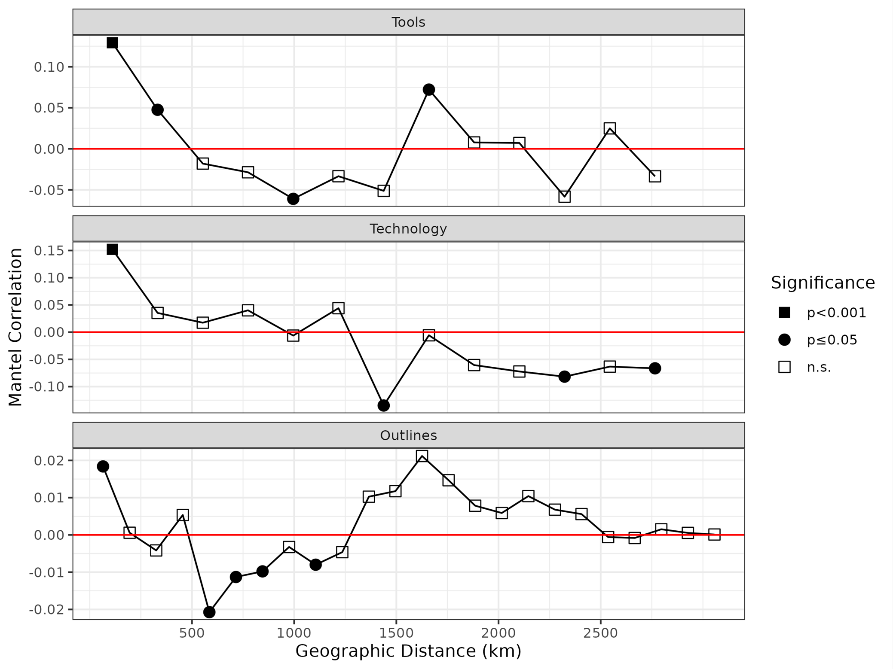 Tools
0.10
0.05
0.00
-0.05
Technology
0.15
0.10
0.05
0.00
-0.05
-0.10
Outlines
0.02
0.01
0.00
-0.01
-0.02
500 1000 1500 2000 2500
Geographic Distance (km)
Mantel Correlation
Significance
p<0.001
p≤0.05
n.s.